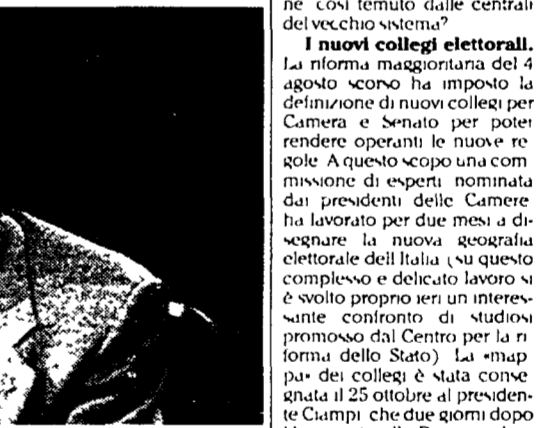 ne così temuto dalle centrali
del vecchio sistema?
I nuovi collegi elettorali.
La riforma maggioritaria del 4
agosto scorso ha imposto la
definizione di nuovi collegi per
Camera e Senato per poter
rendere operanti le nuove re
gole A questo scopo una com
missione di esperti nominata
dai presidenti delle Camere
ha lavorato per due mesi a di-
segnare la nuova geografia
elettorale dell Italia (su questo
complesso e delicato lavoro si
è svolto proprio ieri un interes-
sante confronto di studiosi
promosso dal Centro per la ri
forma dello Stato) La «map
pa» dei collegi è stata conse
gnata il 25 ottobre al presiden-
te Ciampi che due giorni dopo